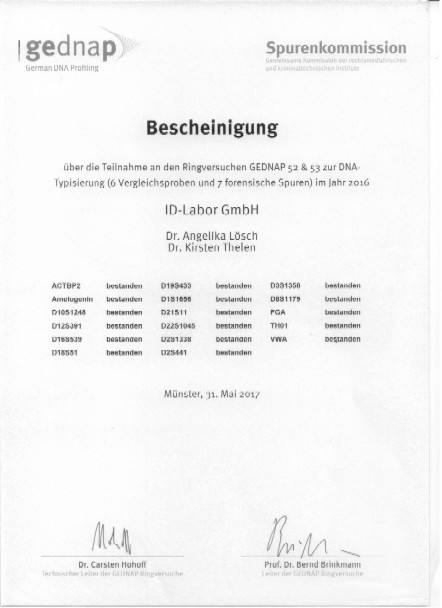 gednap
German DNA Profiling
Spurenkommission
Gemeinsame Kommission der rechtsmedizinischen
und kriminaltechnischen Institute
Bescheinigung
über die Teilnahme an den Ringversuchen GEDNAP 52 & 53 zur DNA-
Typisierung (6 Vergleichsproben und 7 forensische Spuren) im Jahr 2016
ID-Labor GmbH
Dr. Angelika Lösch
Dr. Kirsten Thelen
ACTBP2 bestanden D19S433 bestanden D3S1358 bestanden
Amelogenin bestanden D1S1656 bestanden D8S1179 bestanden
D10S1248 bestanden D21S11 bestanden FGA bestanden
D12S391 bestanden D22S1045 bestanden TH01 bestanden
D16S539 bestanden D2S1338 bestanden VWA bestanden
D18S51 bestanden D2S441 bestanden
Münster, 31. Mai 2017
Dr. Carsten Hohoff
Technischer Leiter der GEDNAP Ringversuche
Prof. Dr. Bernd Brinkmann
Leiter der GEDNAP Ringversuche